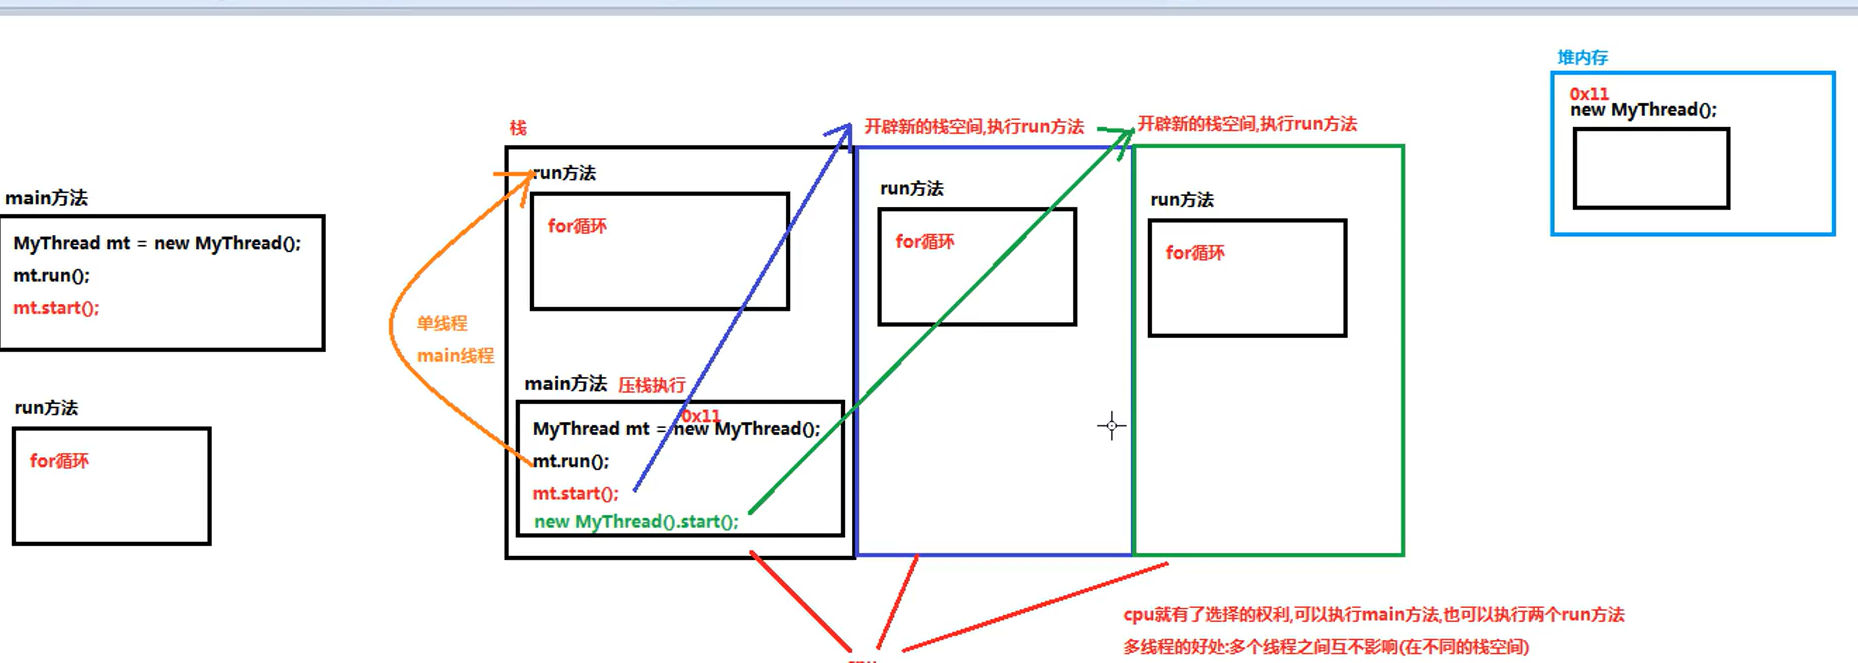 main方法
MyThread mt = new MyThread();
mt.run();
mt.start();
run方法
for循环
单线程
main线程
栈
run方法
for循环
main方法 压栈执行
0x11
MyThread mt = new MyThread();
mt.run();
mt.start();
new MyThread().start();
开辟新的栈空间,执行run方法
run方法
for循环
开辟新的栈空间,执行run方法
run方法
for循环
堆内存
0x11
new MyThread();
cpu就有了选择的权利,可以执行main方法,也可以执行两个run方法
多线程的好处:多个线程之间互不影响(在不同的栈空间)